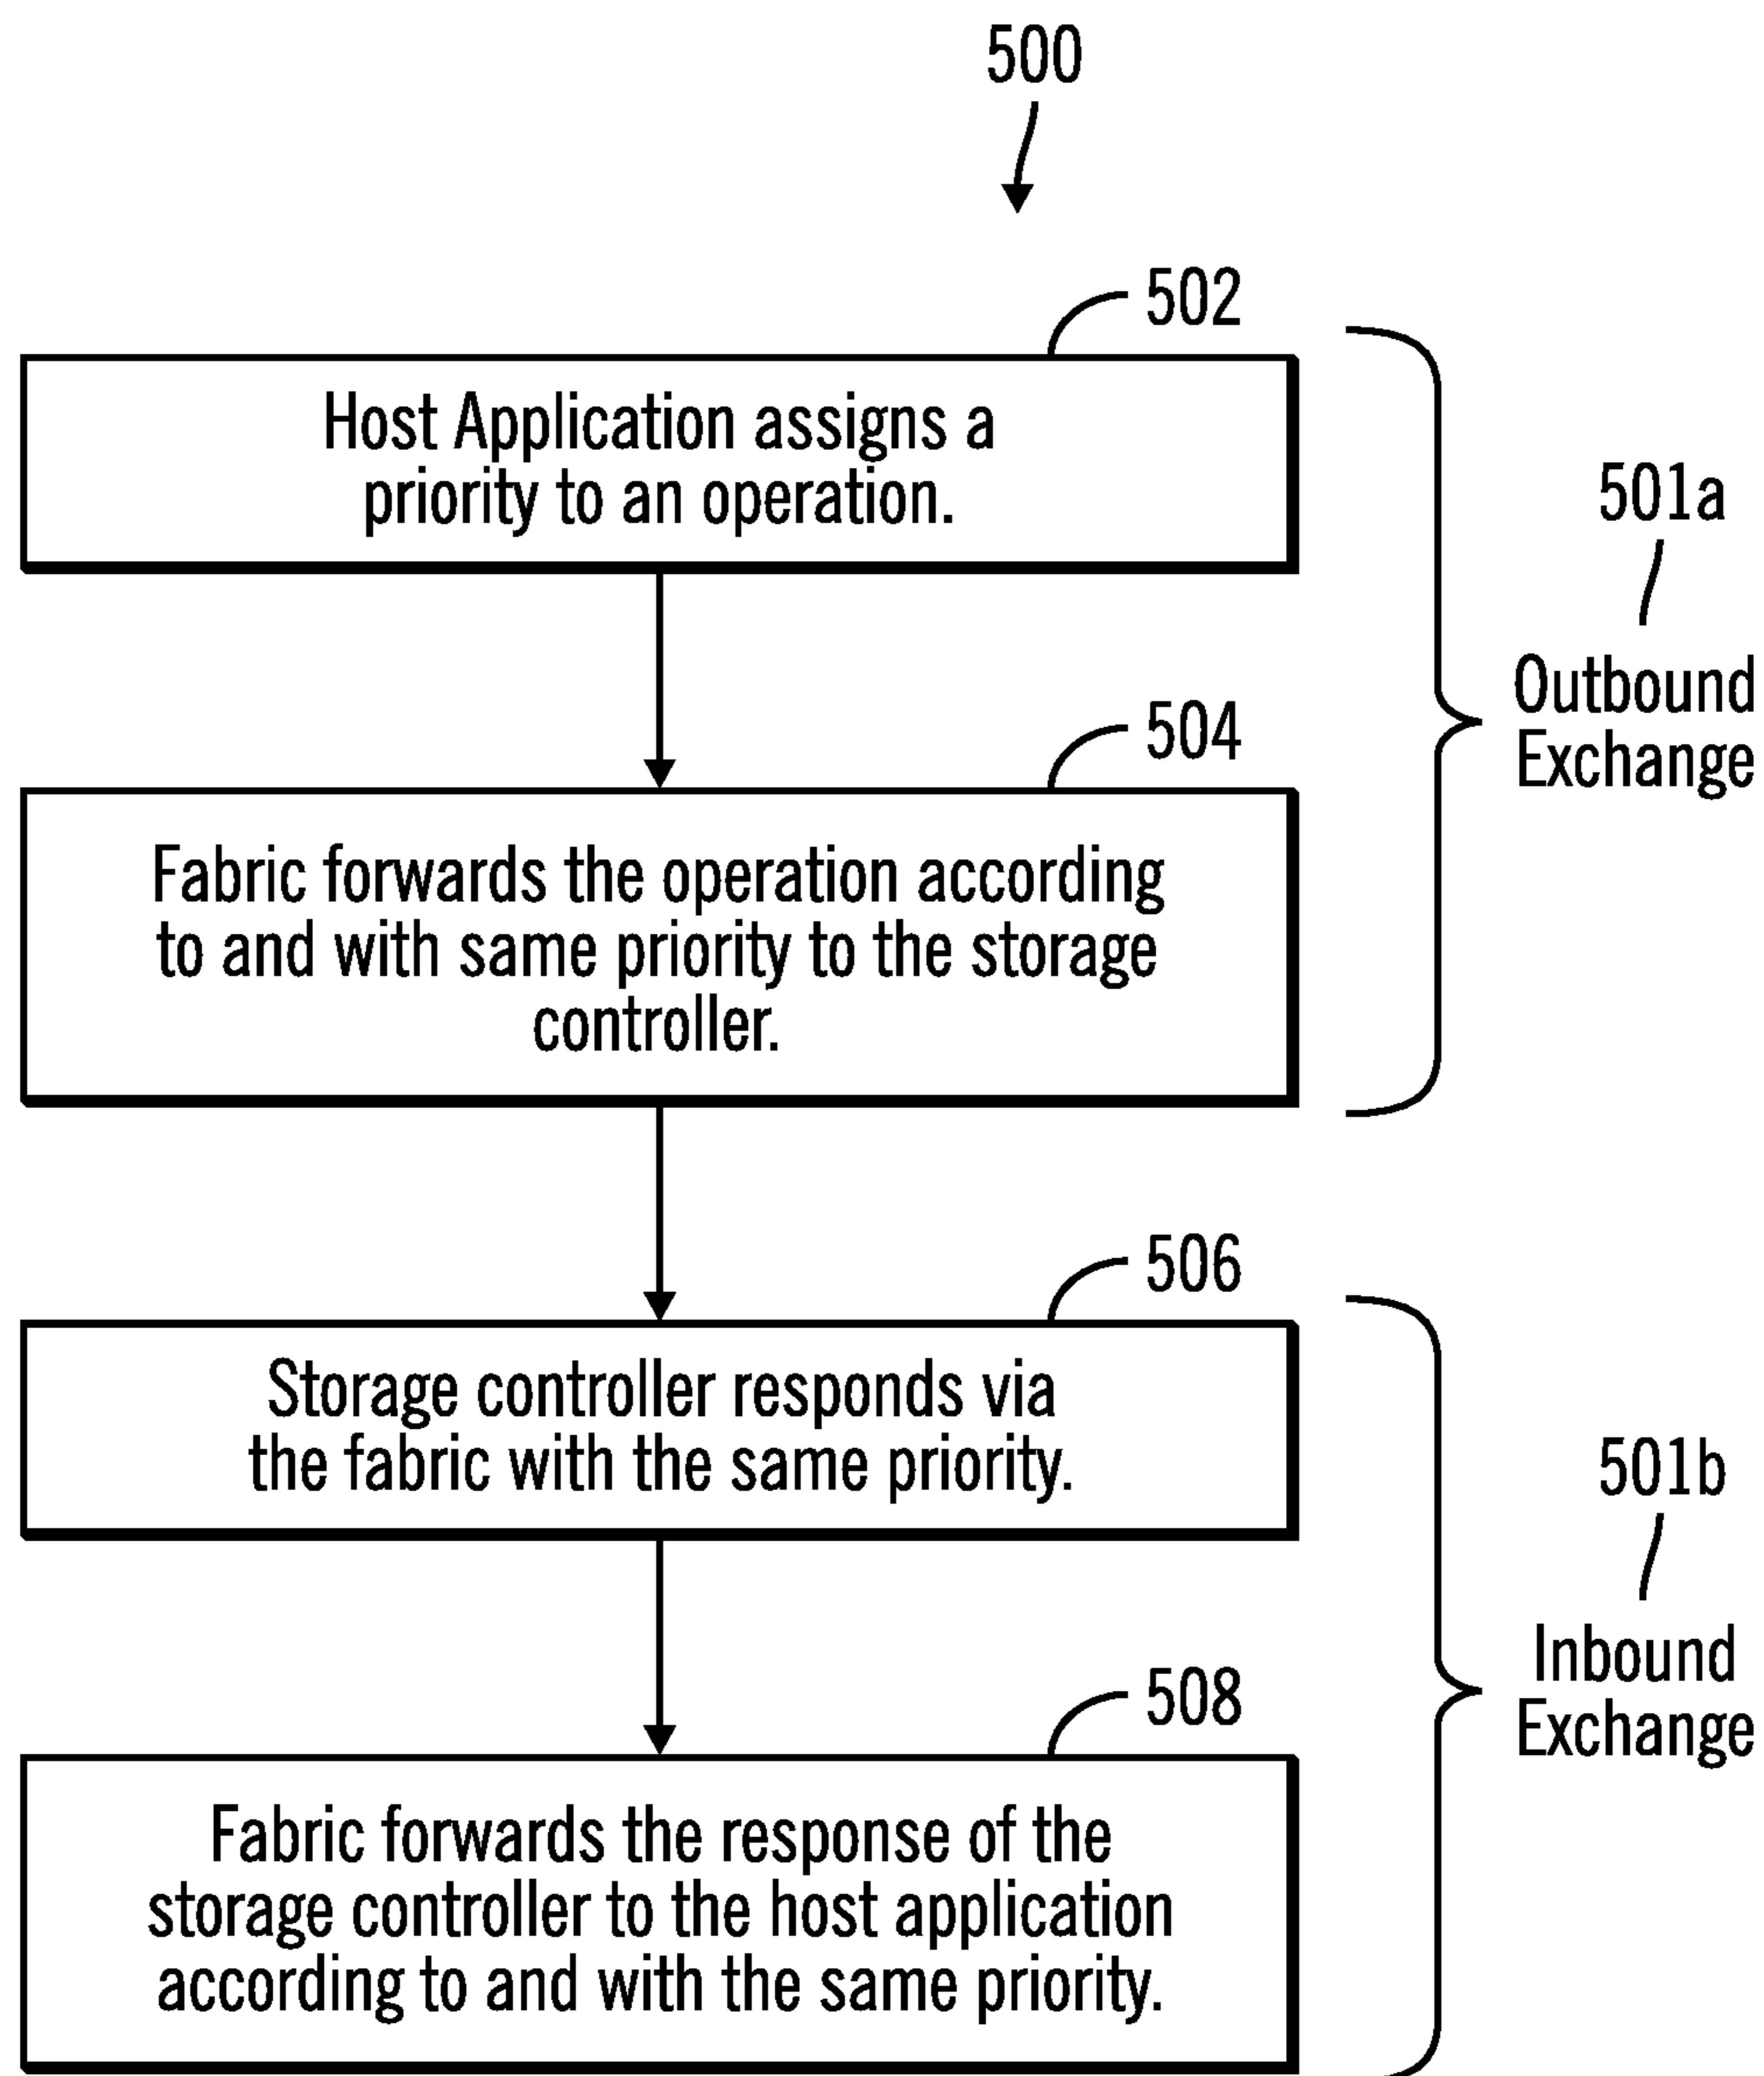 500
502
Host Application assigns a
priority to an operation.
501a
Outbound
Exchange
504
Fabric forwards the operation according
to and with same priority to the storage
controller.
506
Storage controller responds via
the fabric with the same priority.
501b
Inbound
Exchange
508
Fabric forwards the response of the
storage controller to the host application
according to and with the same priority.